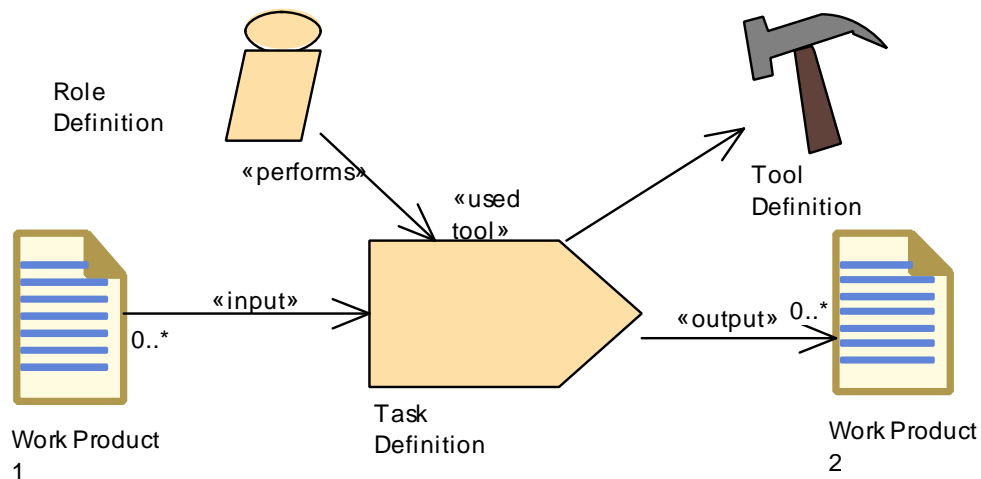 Role
Definition
«performs»
«used
tool»
Tool
Definition
«input»
0..*
«output»
0..*
Work Product
1
Task
Definition
Work Product
2